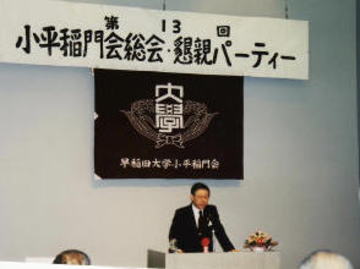 第13回
小平稲門会総会・懇親パーティー
大學
早稲田大学小平稲門会